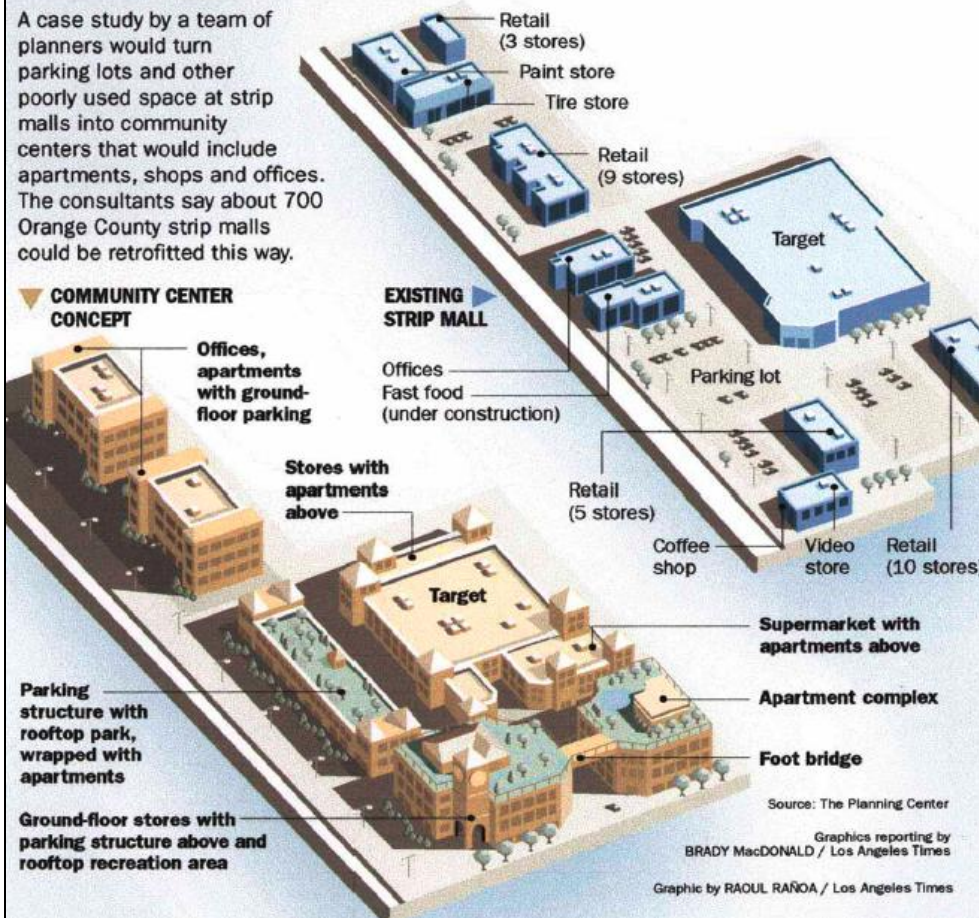 A case study by a team of
planners would turn
parking lots and other
poorly used space at strip
malls into community
centers that would include
apartments, shops and offices.
The consultants say about 700
Orange County strip malls
could be retrofitted this way.
COMMUNITY CENTER
CONCEPT
EXISTING
STRIP MALL
Retail
(3 stores)
Paint store
Tire store
Retail
(9 stores)
Target
Offices
Fast food
(under construction)
Parking lot
Retail
(5 stores)
Coffee
shop
Video
store
Retail
(10 stores)
Offices,
apartments
with ground-
floor parking
Stores with
apartments
above
Target
Supermarket with
apartments above
Apartment complex
Foot bridge
Parking
structure with
rooftop park,
wrapped with
apartments
Ground-floor stores with
parking structure above and
rooftop recreation area
Source: The Planning Center
Graphics reporting by
BRADY MacDONALD / Los Angeles Times
Graphic by RAOUL RAÑOA / Los Angeles Times